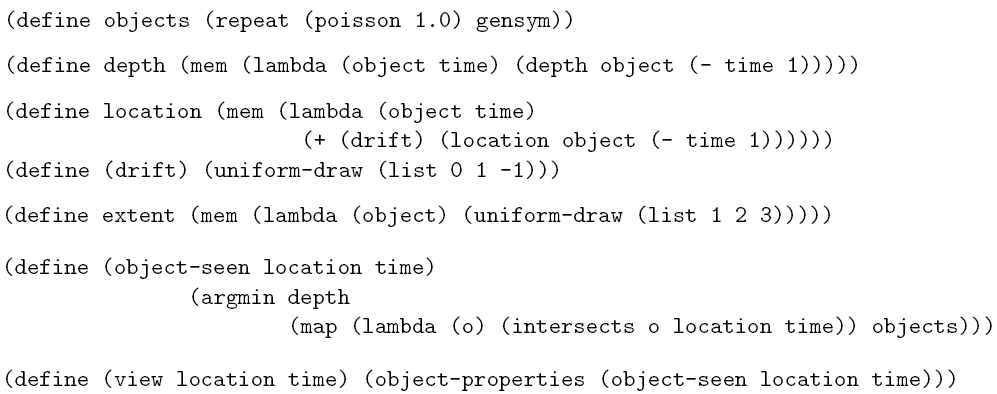 (define objects (repeat (poisson 1.0) gensym))
(define depth (mem (lambda (object time) (depth object (- time 1)))))
(define location (mem (lambda (object time)
(+ (drift) (location object (- time 1))))))
(define (drift) (uniform-draw (list 0 1 -1)))
(define extent (mem (lambda (object) (uniform-draw (list 1 2 3)))))
(define (object-seen location time)
(argmin depth
(map (lambda (o) (intersects o location time)) objects)))
(define (view location time) (object-properties (object-seen location time)))